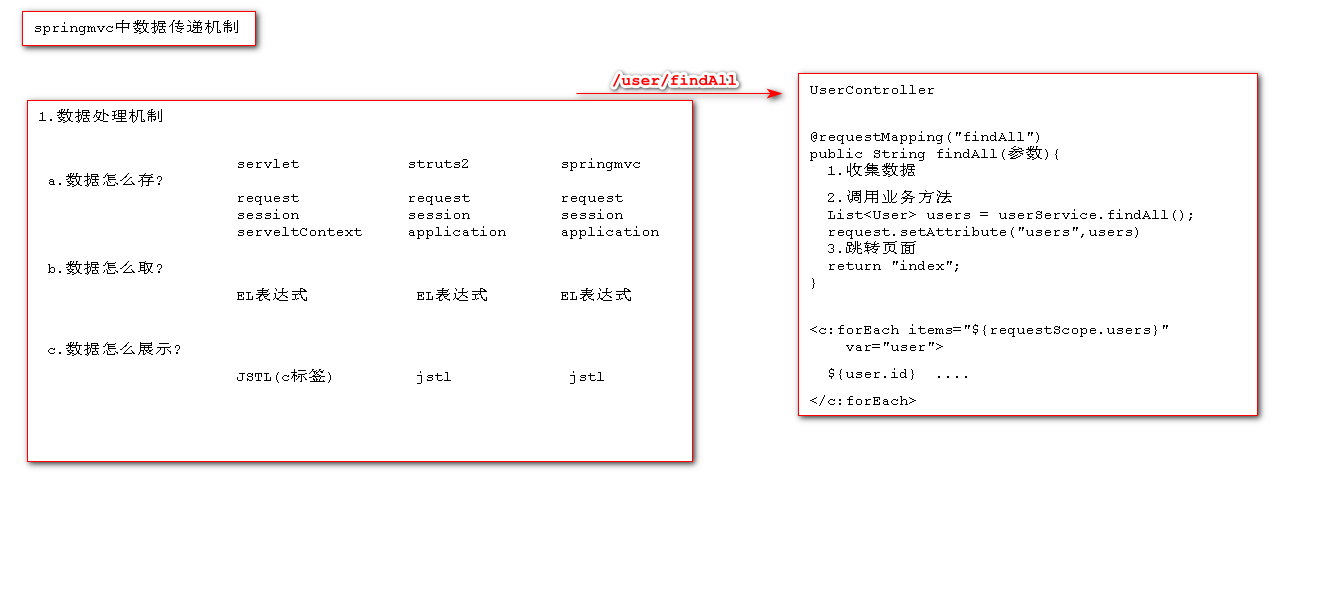 springmvc中数据传递机制
/user/findAll
1.数据处理机制
servlet struts2 springmvc
a.数据怎么存?
request request request
session session session
serveltContext application application
b.数据怎么取?
EL表达式 EL表达式 EL表达式
c.数据怎么展示?
JSTL(c标签) jstl jstl
UserController
@requestMapping("findAll")
public String findAll(参数){
1.收集数据
2.调用业务方法
List<User> users = userService.findAll();
request.setAttribute("users",users)
3.跳转页面
return "index";
}
<c:forEach items="${requestScope.users}"
var="user">
${user.id} ....
</c:forEach>